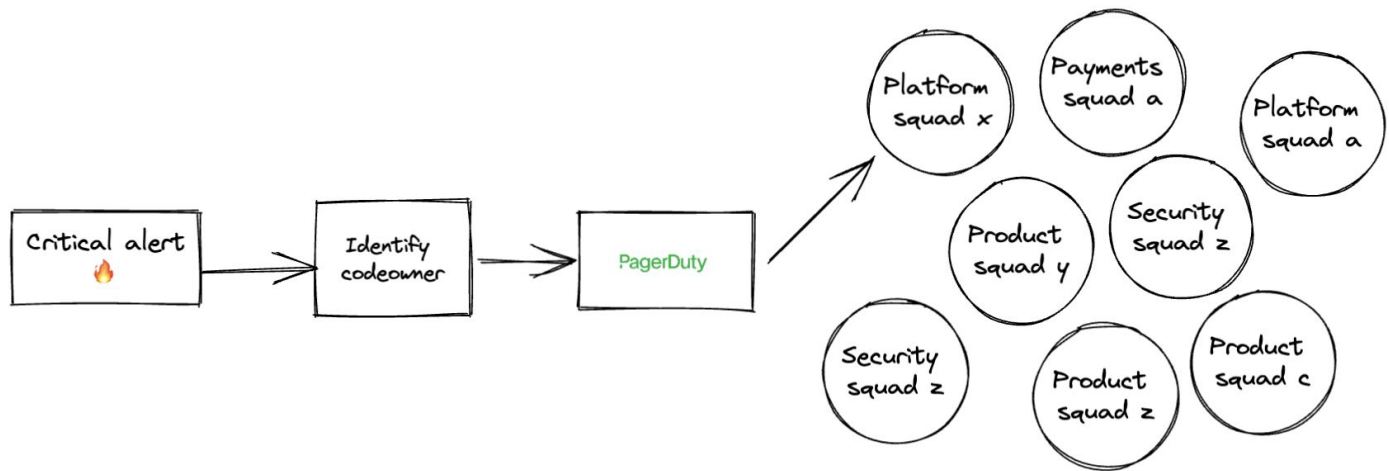 Critical alert
🔥
Identify
codeowner
PagerDuty
Platform
squad x
Payments
squad a
Platform
squad a
Product
squad y
Security
squad z
Security
squad z
Product
squad z
Product
squad c